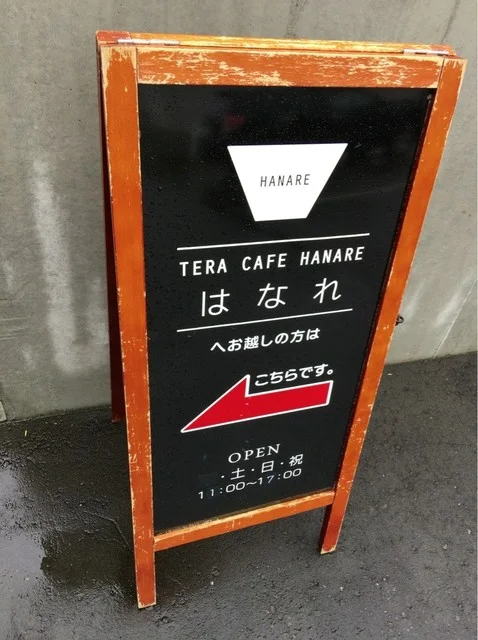 HANARE
TERA CAFE HANARE
はなれ
へお越しの方は
こちらです。
OPEN
・土・日・祝
11:00〜17:00